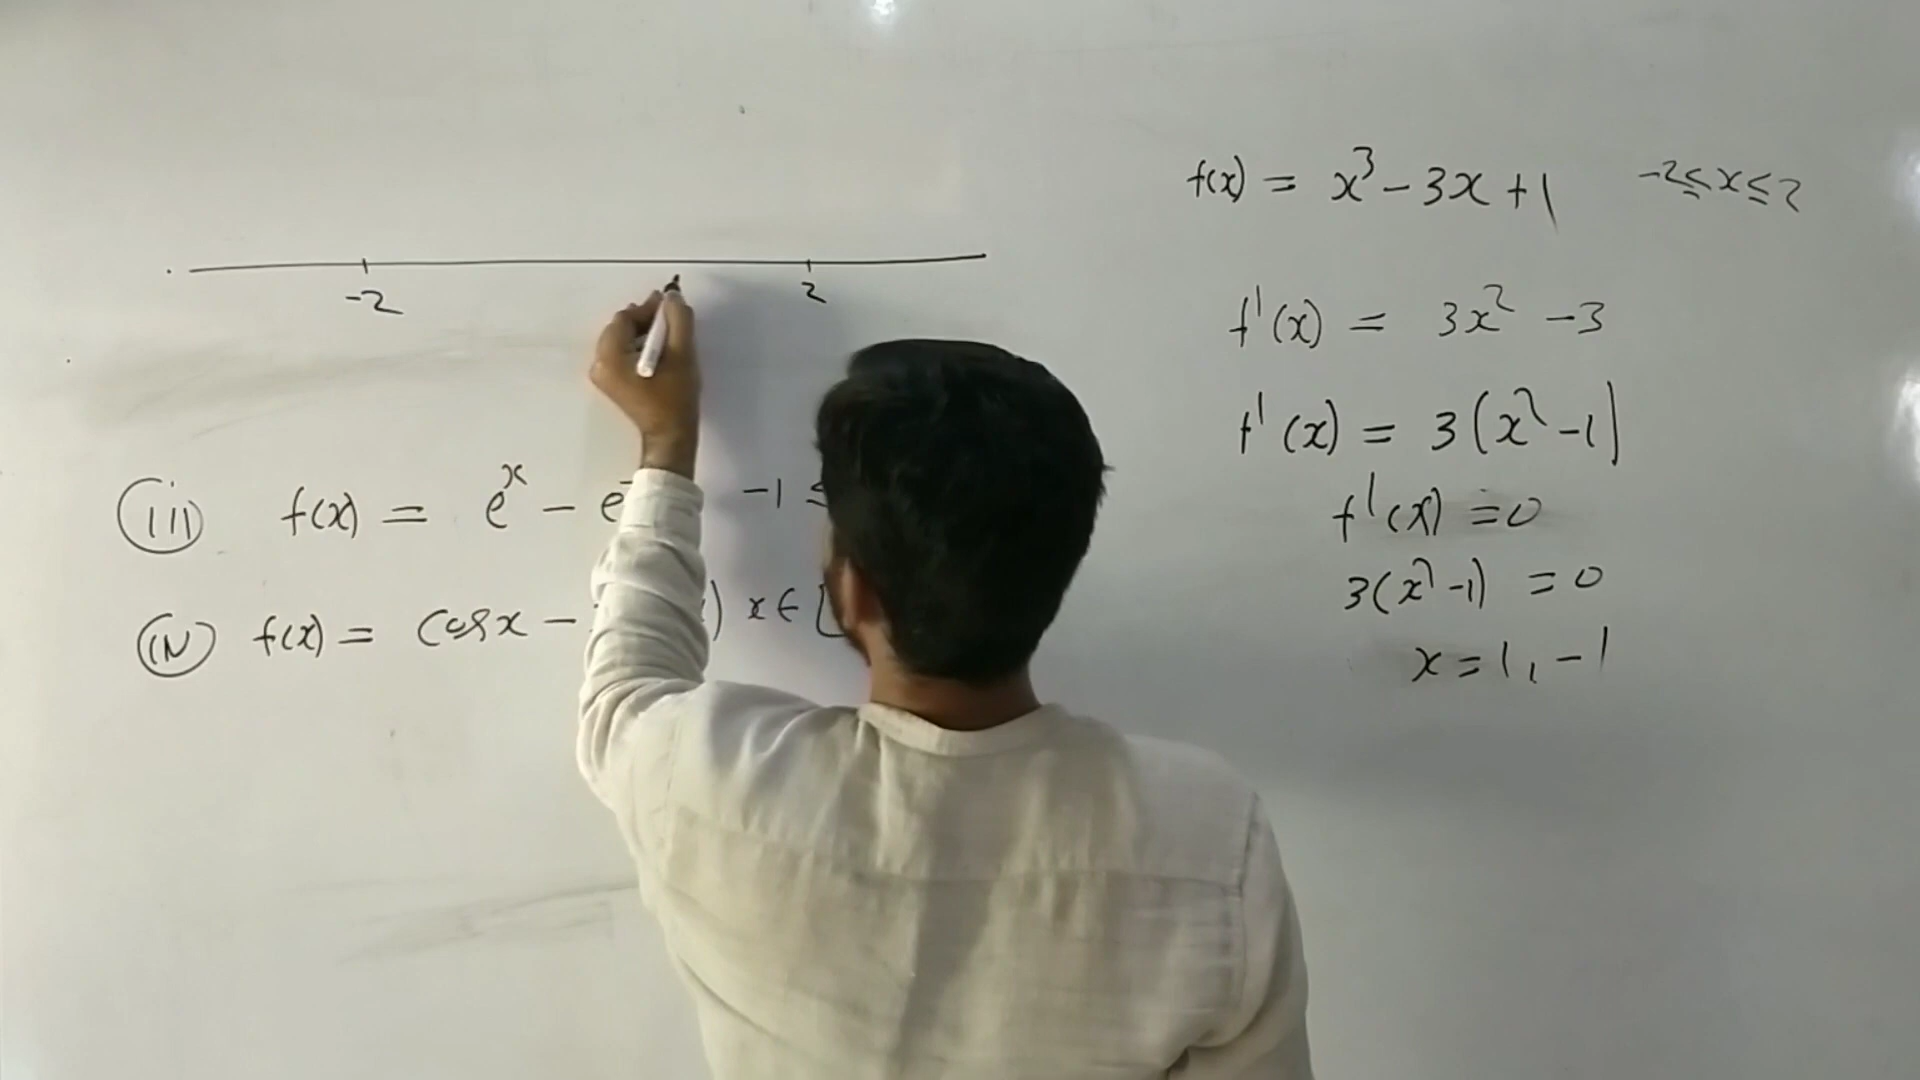 -2 2
(iii) f(x) = eˣ - e -1 ≤
(iv) f(x) = cosx - ) x ∈ [
f(x) = x³ - 3x + 1 -2 ≤ x ≤ 2
f'(x) = 3x² - 3
f'(x) = 3(x² - 1)
f'(x) = 0
3(x² - 1) = 0
x = 1, -1